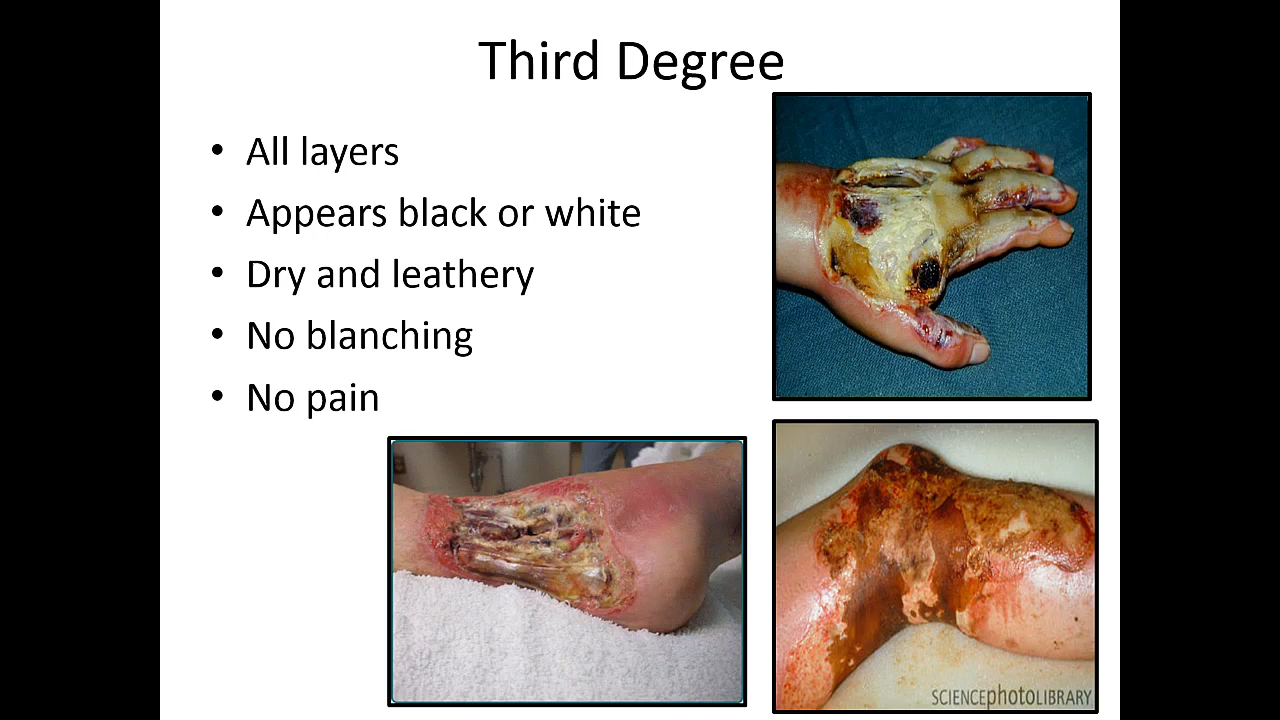 Third Degree
All layers
Appears black or white
Dry and leathery
No blanching
No pain
SCIENCEphotoLIBRARY